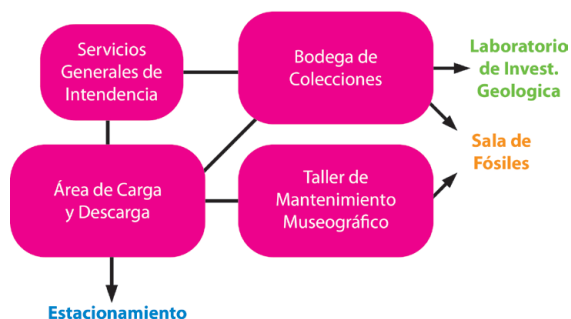 Servicios
Generales de
Intendencia
Bodega de
Colecciones
Laboratorio
de Invest.
Geologica
Sala de
Fósiles
Área de Carga
y Descarga
Taller de
Mantenimiento
Museográfico
Estacionamiento